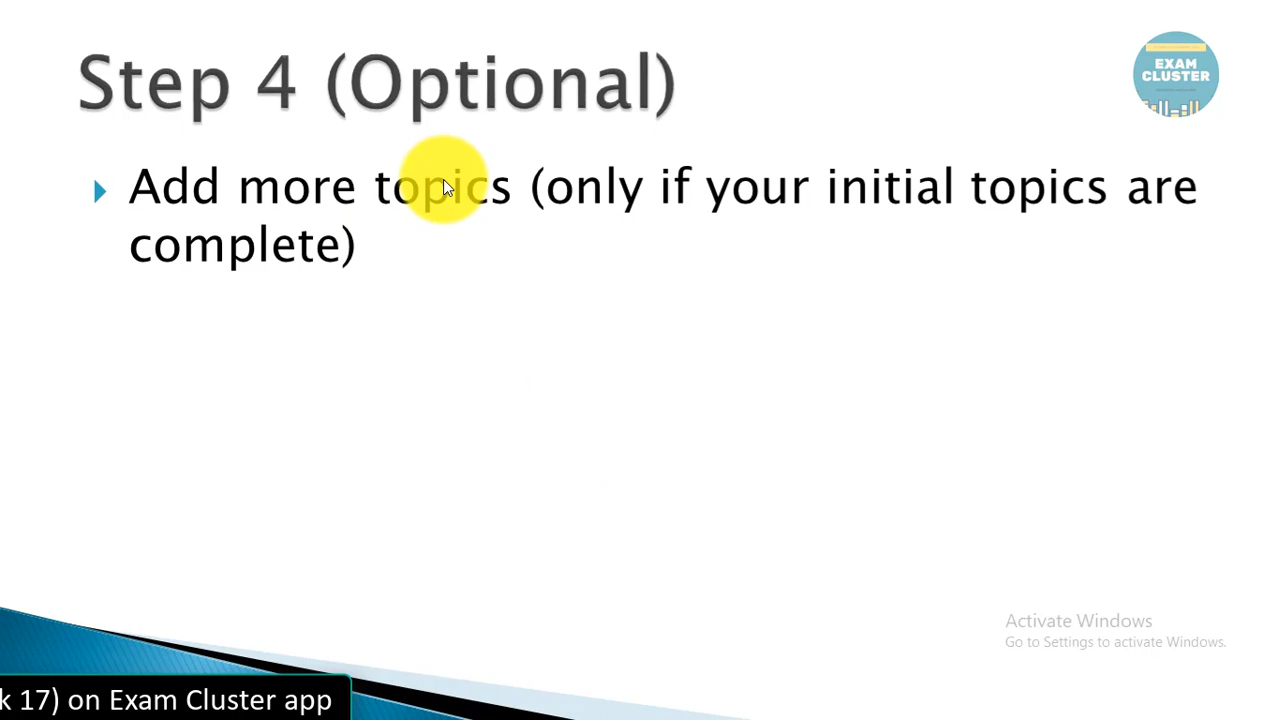 Step 4 (Optional)
EXAM
CLUSTER
Add more topics (only if your initial topics are
complete)
Activate Windows
Go to Settings to activate Windows.
k 17) on Exam Cluster app